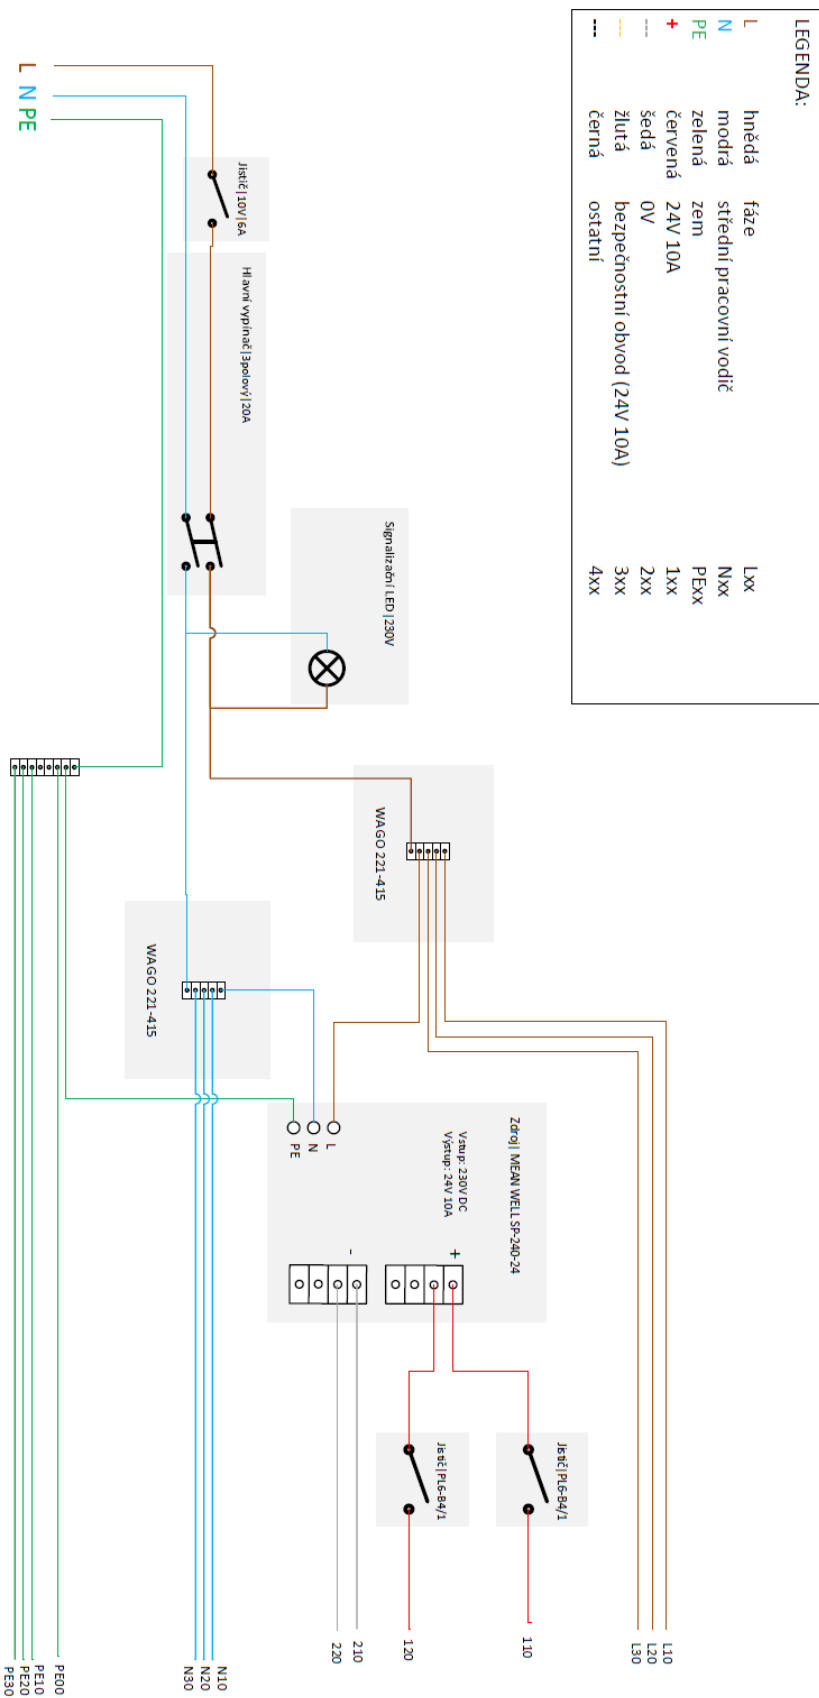 LEGENDA:
L hnědá fáze Lxx
N modrá střední pracovní vodič Nxx
PE zelená zem PExx
+ červená 24V 10A 1xx
--- šedá 0V 2xx
--- žlutá bezpečnostní obvod (24V 10A) 3xx
--- černá ostatní 4xx
L N PE
Jistič|10V|6A
Hlavní vypínač|3polový|20A
Signalizační LED|230V
WAGO 221-415
WAGO 221-415
Zdroj| MEAN WELL SP-240-24
Vstup: 230V DC
Výstup: 24V 10A
L
N
PE
+
-
Jistič|PL6-B4/1
Jistič|PL6-B4/1
L10
L20
L30
110
120
210
220
N10
N20
N30
PE00
PE10
PE20
PE30